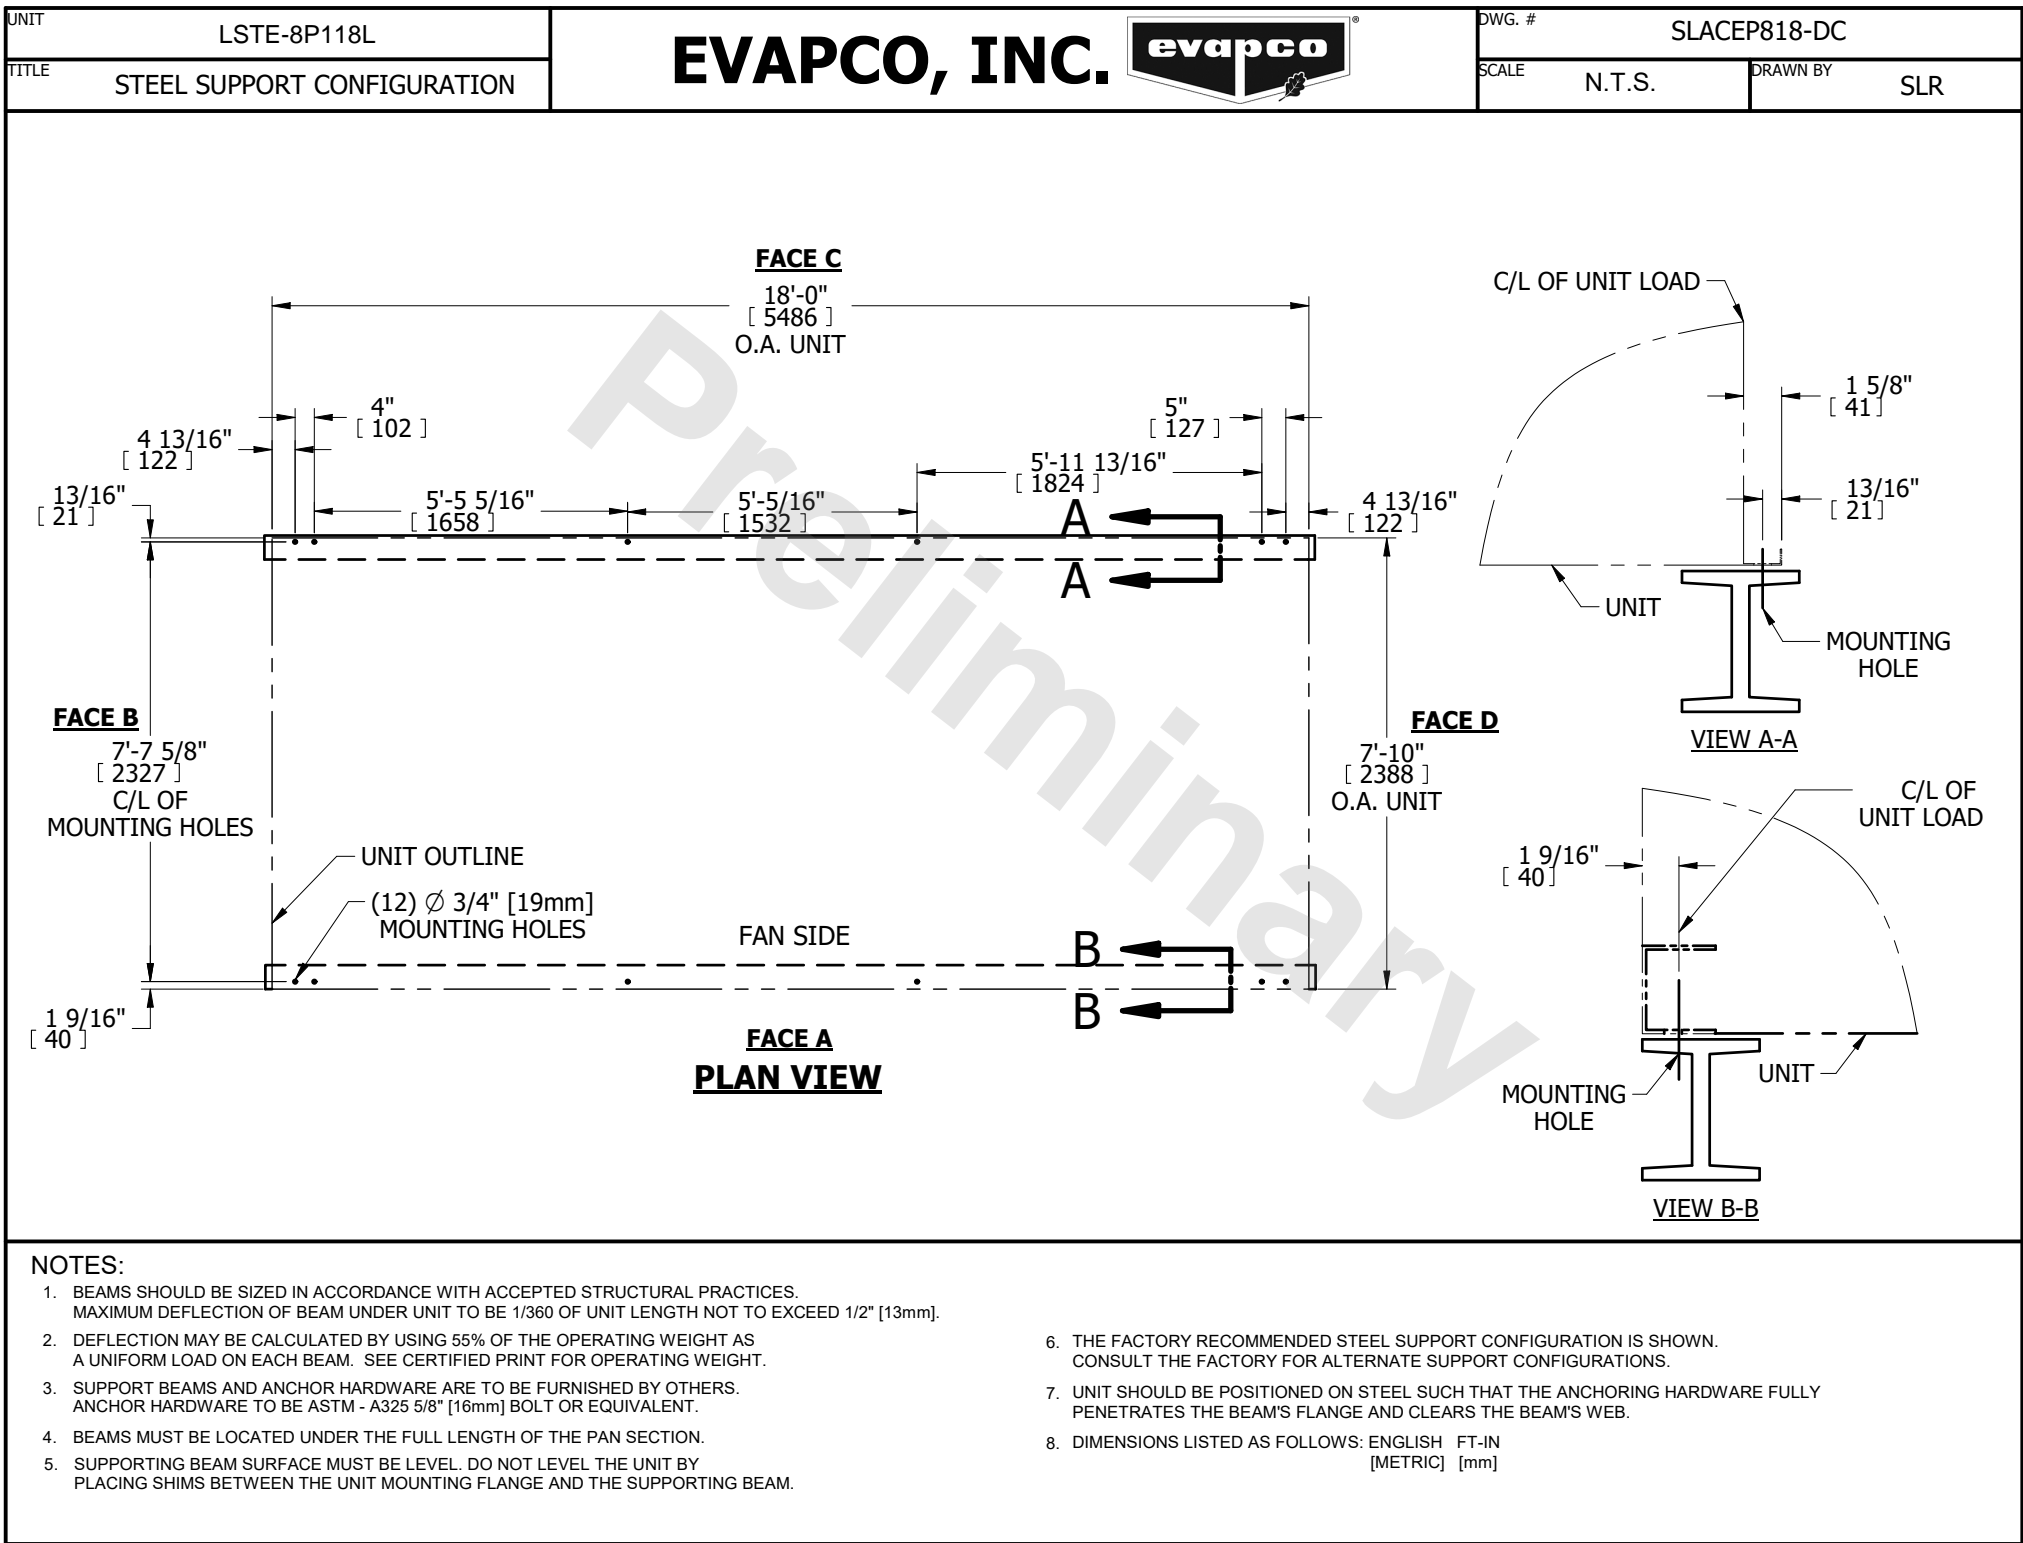 UNIT
LSTE-8P118L
TITLE
STEEL SUPPORT CONFIGURATION
EVAPCO, INC.
evapco
®
DWG. #
SLACEP818-DC
SCALE
N.T.S.
DRAWN BY
SLR
FACE C
18'-0"
[ 5486 ]
O.A. UNIT
4"
[ 102 ]
5"
[ 127 ]
4 13/16"
[ 122 ]
5'-11 13/16"
[ 1824 ]
13/16"
[ 21 ]
5'-5 5/16"
[ 1658 ]
5'-5/16"
[ 1532 ]
4 13/16"
[ 122 ]
A
A
FACE B
7'-7 5/8"
[ 2327 ]
C/L OF
MOUNTING HOLES
FACE D
7'-10"
[ 2388 ]
O.A. UNIT
UNIT OUTLINE
(12) ∅ 3/4" [19mm]
MOUNTING HOLES
FAN SIDE
B
B
1 9/16"
[ 40 ]
FACE A
PLAN VIEW
C/L OF UNIT LOAD
1 5/8"
[ 41 ]
13/16"
[ 21 ]
UNIT
MOUNTING
HOLE
VIEW A-A
C/L OF
UNIT LOAD
1 9/16"
[ 40 ]
UNIT
MOUNTING
HOLE
VIEW B-B
Preliminary
NOTES:
1. BEAMS SHOULD BE SIZED IN ACCORDANCE WITH ACCEPTED STRUCTURAL PRACTICES.
MAXIMUM DEFLECTION OF BEAM UNDER UNIT TO BE 1/360 OF UNIT LENGTH NOT TO EXCEED 1/2" [13mm].
2. DEFLECTION MAY BE CALCULATED BY USING 55% OF THE OPERATING WEIGHT AS
A UNIFORM LOAD ON EACH BEAM. SEE CERTIFIED PRINT FOR OPERATING WEIGHT.
3. SUPPORT BEAMS AND ANCHOR HARDWARE ARE TO BE FURNISHED BY OTHERS.
ANCHOR HARDWARE TO BE ASTM - A325 5/8" [16mm] BOLT OR EQUIVALENT.
4. BEAMS MUST BE LOCATED UNDER THE FULL LENGTH OF THE PAN SECTION.
5. SUPPORTING BEAM SURFACE MUST BE LEVEL. DO NOT LEVEL THE UNIT BY
PLACING SHIMS BETWEEN THE UNIT MOUNTING FLANGE AND THE SUPPORTING BEAM.
6. THE FACTORY RECOMMENDED STEEL SUPPORT CONFIGURATION IS SHOWN.
CONSULT THE FACTORY FOR ALTERNATE SUPPORT CONFIGURATIONS.
7. UNIT SHOULD BE POSITIONED ON STEEL SUCH THAT THE ANCHORING HARDWARE FULLY
PENETRATES THE BEAM'S FLANGE AND CLEARS THE BEAM'S WEB.
8. DIMENSIONS LISTED AS FOLLOWS: ENGLISH FT-IN
[METRIC] [mm]